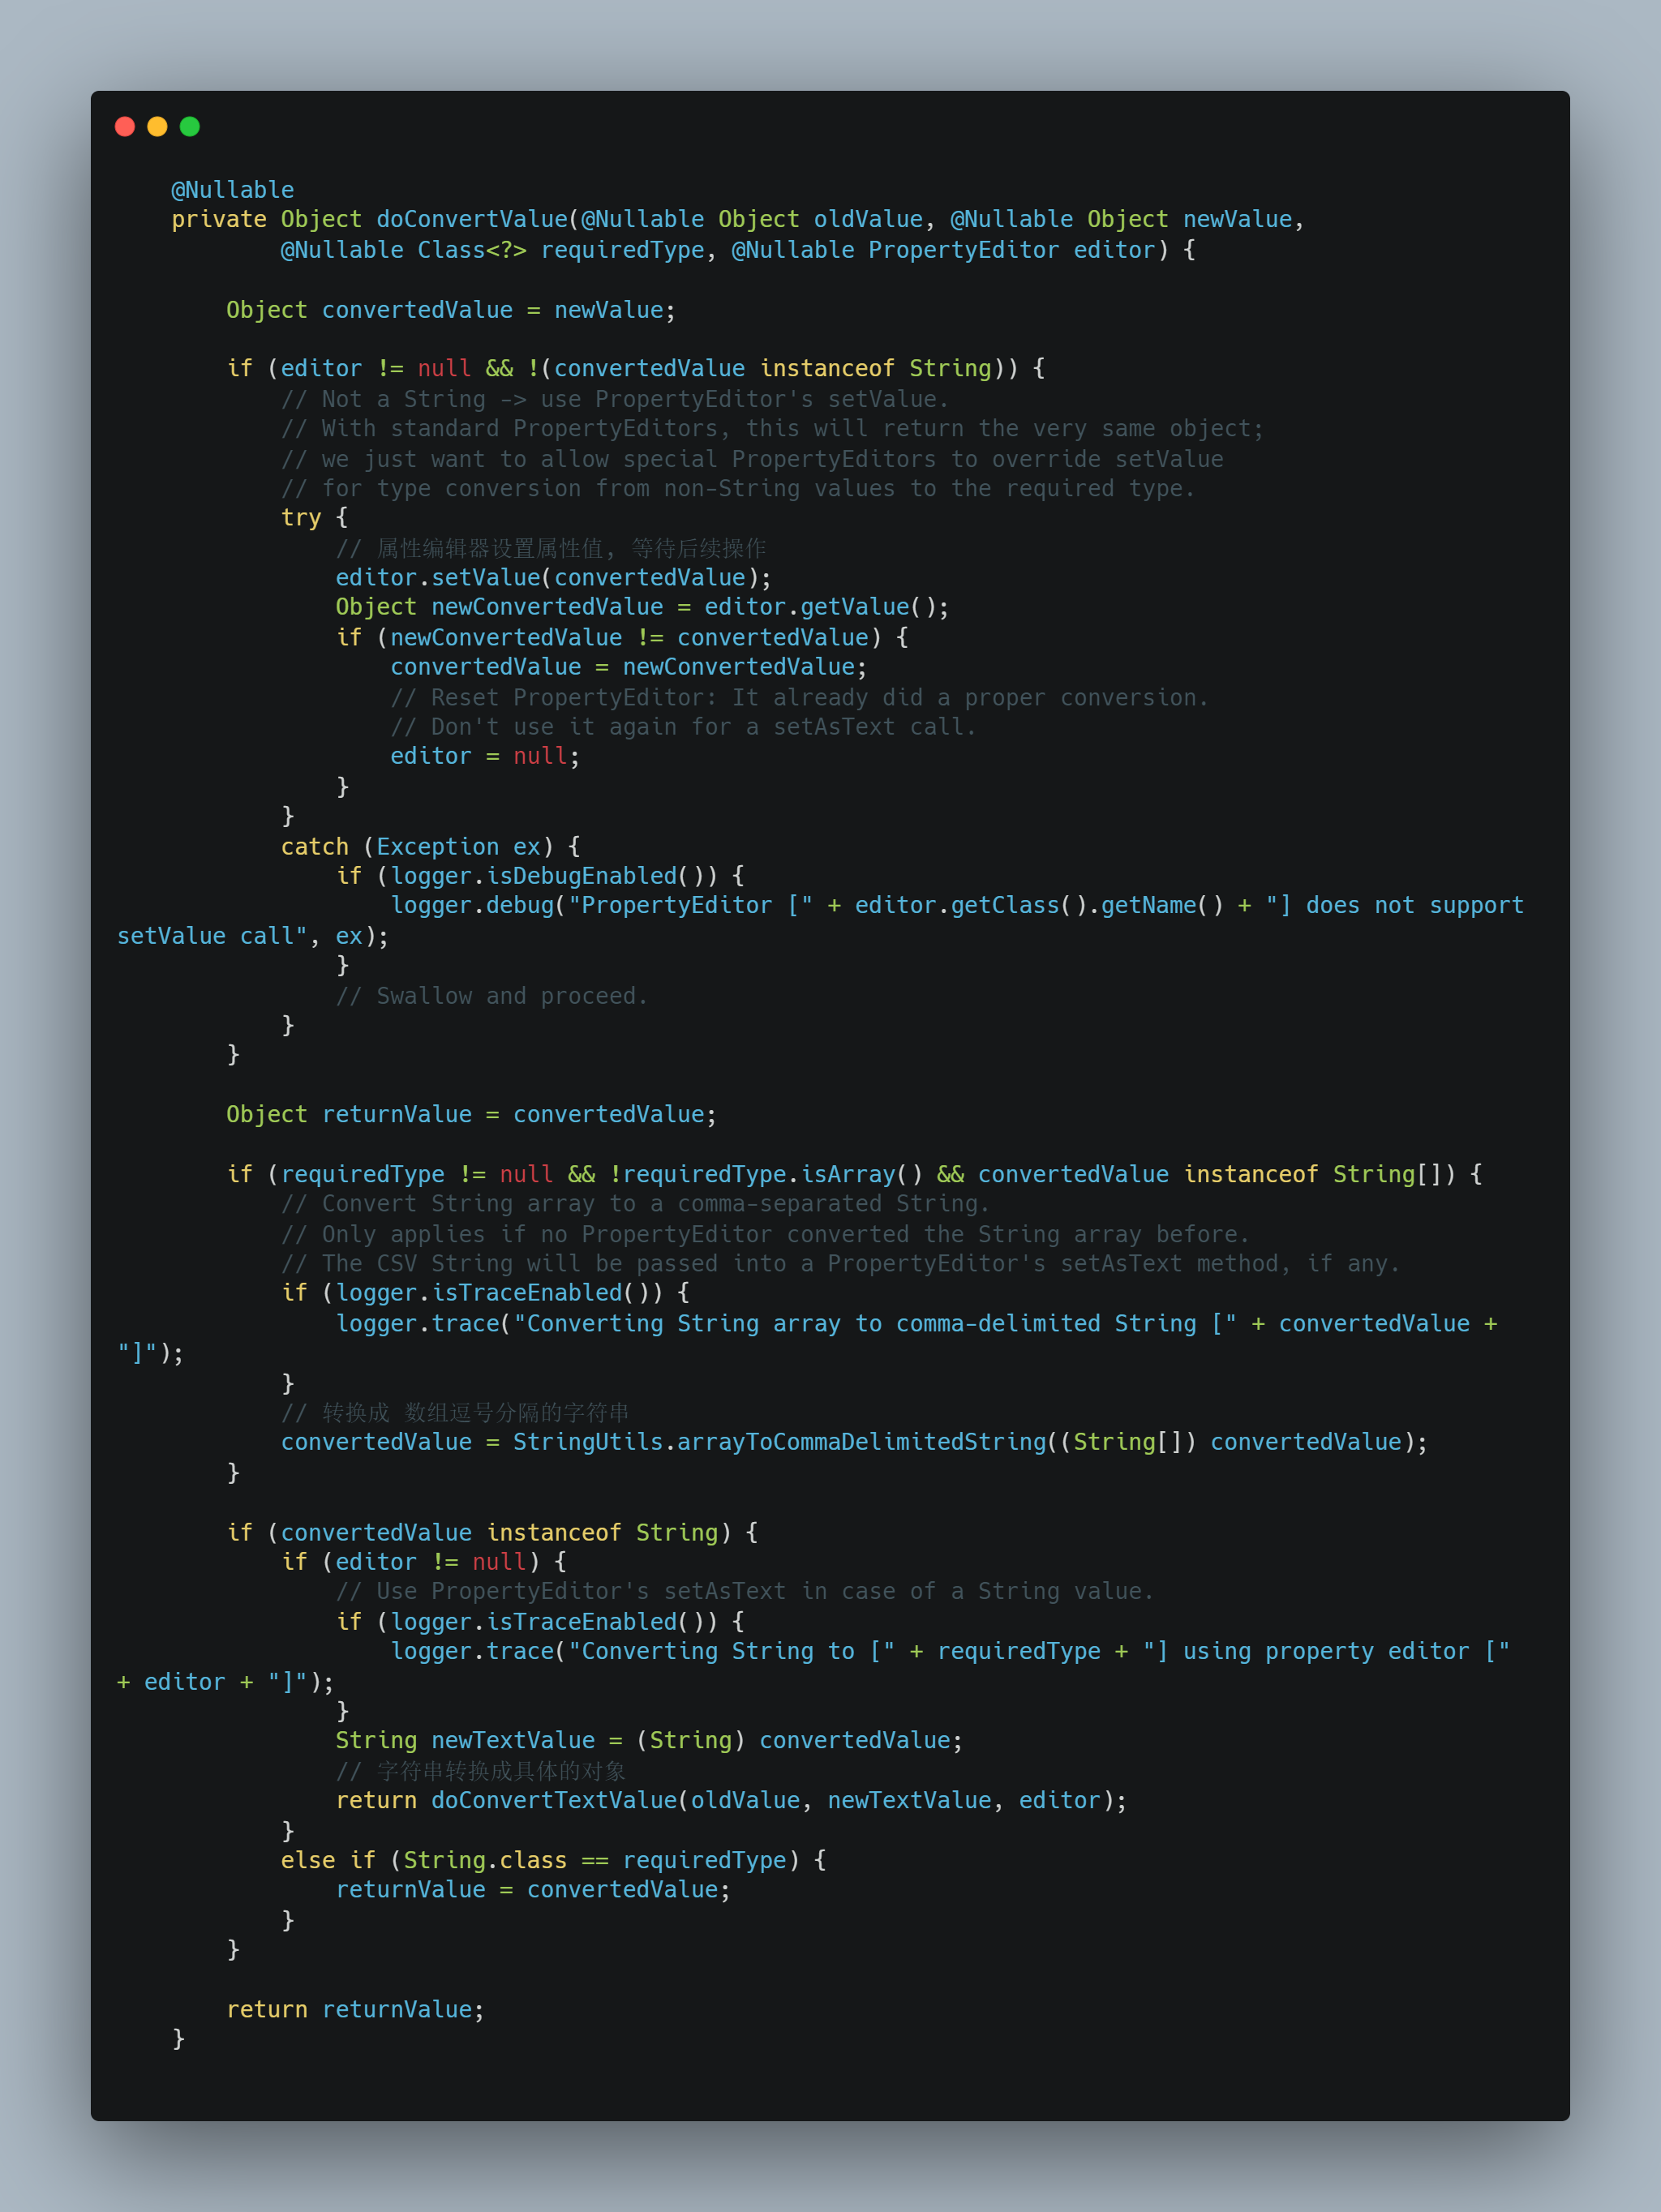 @Nullable
private Object doConvertValue(@Nullable Object oldValue, @Nullable Object newValue,
@Nullable Class<?> requiredType, @Nullable PropertyEditor editor) {
Object convertedValue = newValue;
if (editor != null && !(convertedValue instanceof String)) {
// Not a String -> use PropertyEditor's setValue.
// With standard PropertyEditors, this will return the very same object;
// we just want to allow special PropertyEditors to override setValue
// for type conversion from non-String values to the required type.
try {
// 属性编辑器设置属性值, 等待后续操作
editor.setValue(convertedValue);
Object newConvertedValue = editor.getValue();
if (newConvertedValue != convertedValue) {
convertedValue = newConvertedValue;
// Reset PropertyEditor: It already did a proper conversion.
// Don't use it again for a setAsText call.
editor = null;
}
}
catch (Exception ex) {
if (logger.isDebugEnabled()) {
logger.debug("PropertyEditor [" + editor.getClass().getName() + "] does not support
setValue call", ex);
}
// Swallow and proceed.
}
}
Object returnValue = convertedValue;
if (requiredType != null && !requiredType.isArray() && convertedValue instanceof String[]) {
// Convert String array to a comma-separated String.
// Only applies if no PropertyEditor converted the String array before.
// The CSV String will be passed into a PropertyEditor's setAsText method, if any.
if (logger.isTraceEnabled()) {
logger.trace("Converting String array to comma-delimited String [" + convertedValue +
"]");
}
// 转换成 数组逗号分隔的字符串
convertedValue = StringUtils.arrayToCommaDelimitedString((String[]) convertedValue);
}
if (convertedValue instanceof String) {
if (editor != null) {
// Use PropertyEditor's setAsText in case of a String value.
if (logger.isTraceEnabled()) {
logger.trace("Converting String to [" + requiredType + "] using property editor ["
+ editor + "]");
}
String newTextValue = (String) convertedValue;
// 字符串转换成具体的对象
return doConvertTextValue(oldValue, newTextValue, editor);
}
else if (String.class == requiredType) {
returnValue = convertedValue;
}
}
return returnValue;
}